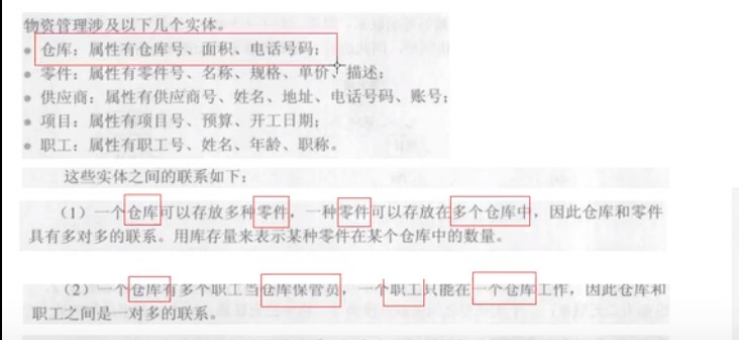 物资管理涉及以下几个实体。
● 仓库：属性有仓库号、面积、电话号码；
● 零件：属性有零件号、名称、规格、单价、描述；
● 供应商：属性有供应商号、姓名、地址、电话号码、账号；
● 项目：属性有项目号、预算、开工日期；
● 职工：属性有职工号、姓名、年龄、职称。
这些实体之间的联系如下：
（1）一个仓库可以存放多种零件，一种零件可以存放在多个仓库中，因此仓库和零件
具有多对多的联系。用库存量来表示某种零件在某个仓库中的数量。
（2）一个仓库有多个职工当仓库保管员，一个职工只能在一个仓库工作，因此仓库和
职工之间是一对多的联系。